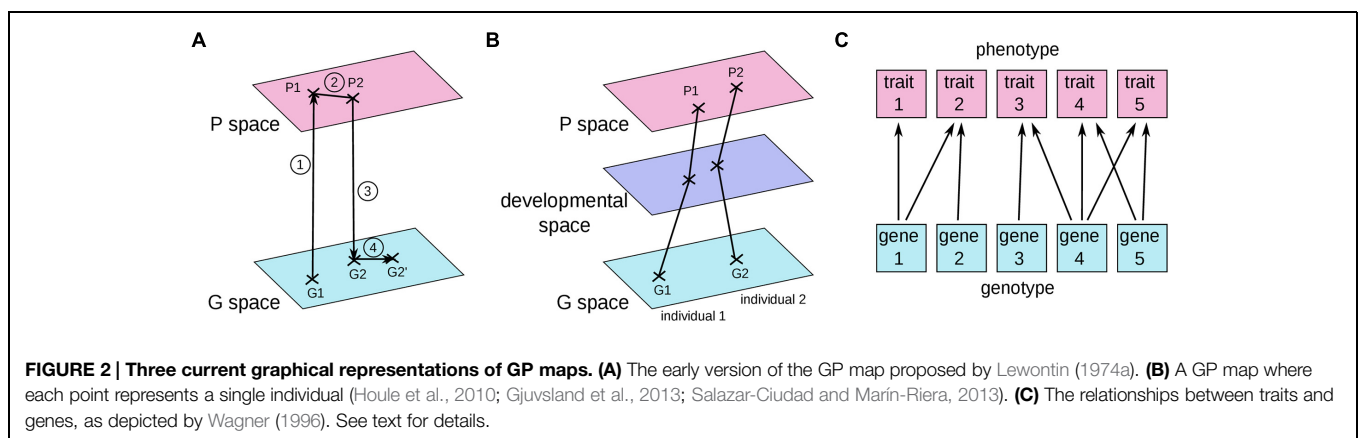 A
P1
2
P2
P space
1
3
4
G2
G2'
G1
G space
B
P2
P1
P space
developmental
space
G2
G1
G space
individual 2
individual 1
C
phenotype
trait
1
trait
2
trait
3
trait
4
trait
5
gene
1
gene
2
gene
3
gene
4
gene
5
genotype
FIGURE 2 | Three current graphical representations of GP maps. (A) The early version of the GP map proposed by Lewontin (1974a). (B) A GP map where
each point represents a single individual (Houle et al., 2010; Gjuvsland et al., 2013; Salazar-Ciudad and Marín-Riera, 2013). (C) The relationships between traits and
genes, as depicted by Wagner (1996). See text for details.